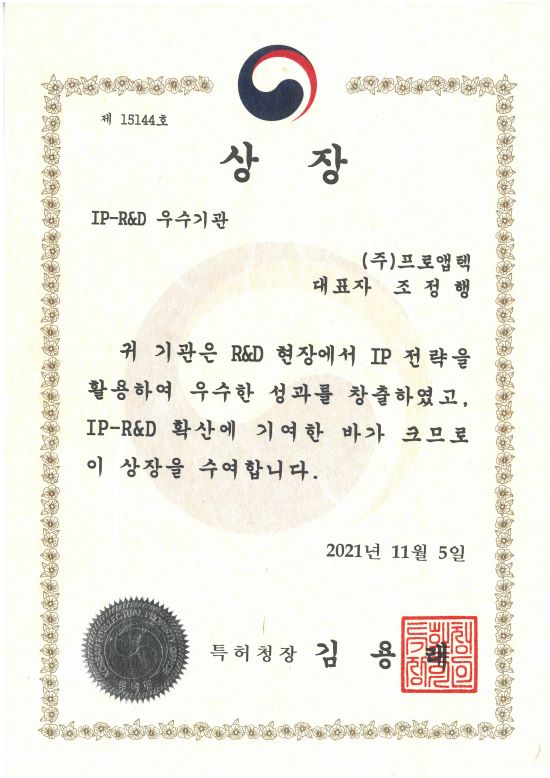 제 15144호
상 장
IP-R&D 우수기관
(주)프로앱텍
대표자 조 정 행
귀 기관은 R&D 현장에서 IP 전략을
활용하여 우수한 성과를 창출하였고,
IP-R&D 확산에 기여한 바가 크므로
이 상장을 수여합니다.
2021년 11월 5일
특허청장 김 용 래